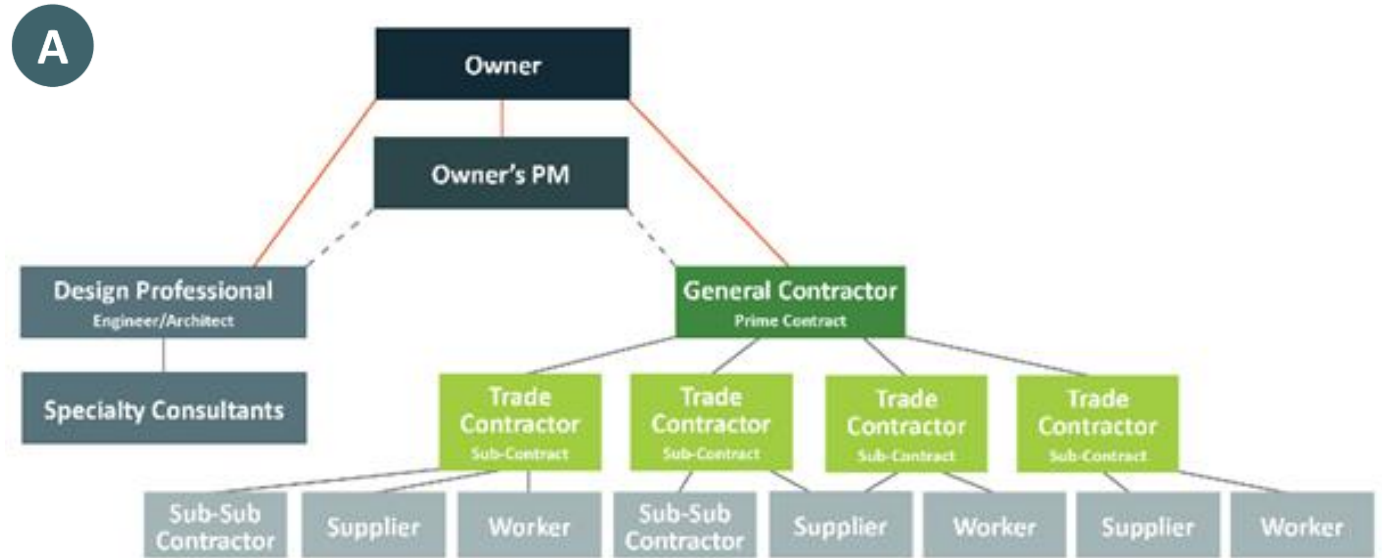 A
Owner
Owner's PM
Design Professional
Engineer/Architect
General Contractor
Prime Contract
Specialty Consultants
Trade
Contractor
Sub-Contract
Trade
Contractor
Sub-Contract
Trade
Contractor
Sub-Contract
Trade
Contractor
Sub-Contract
Sub-Sub
Contractor
Supplier
Worker
Sub-Sub
Contractor
Supplier
Worker
Supplier
Worker